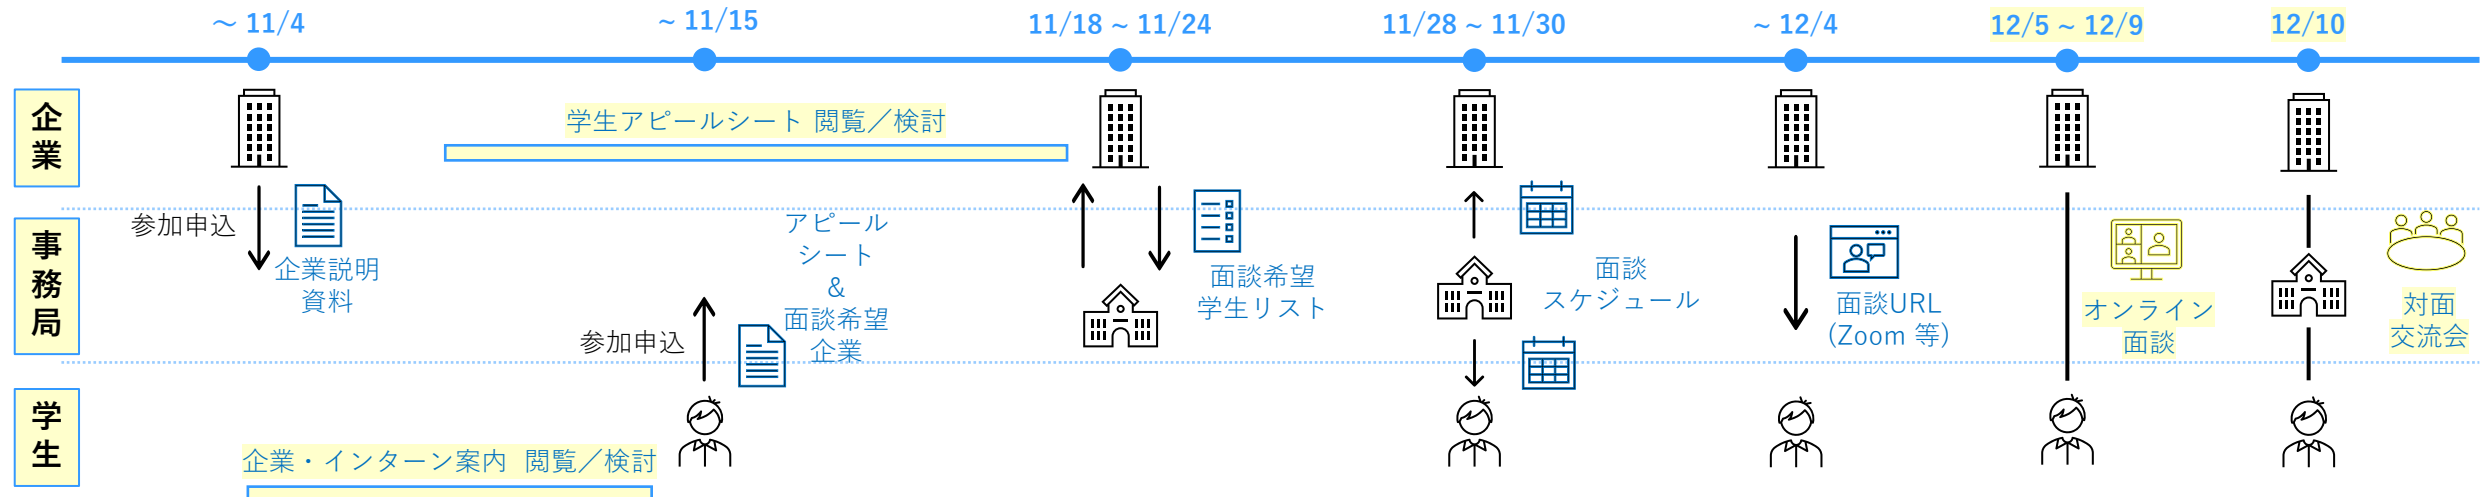 ～ 11/4
~ 11/15
11/18 ~ 11/24
11/28 ~ 11/30
~ 12/4
12/5 ~ 12/9
12/10
企
業
学生アピールシート 閲覧／検討
事
務
局
参加申込
企業説明
資料
参加申込
アピール
シート
&
面談希望
企業
面談希望
学生リスト
面談
スケジュール
面談URL
(Zoom 等)
オンライン
面談
対面
交流会
学
生
企業・インターン案内 閲覧／検討